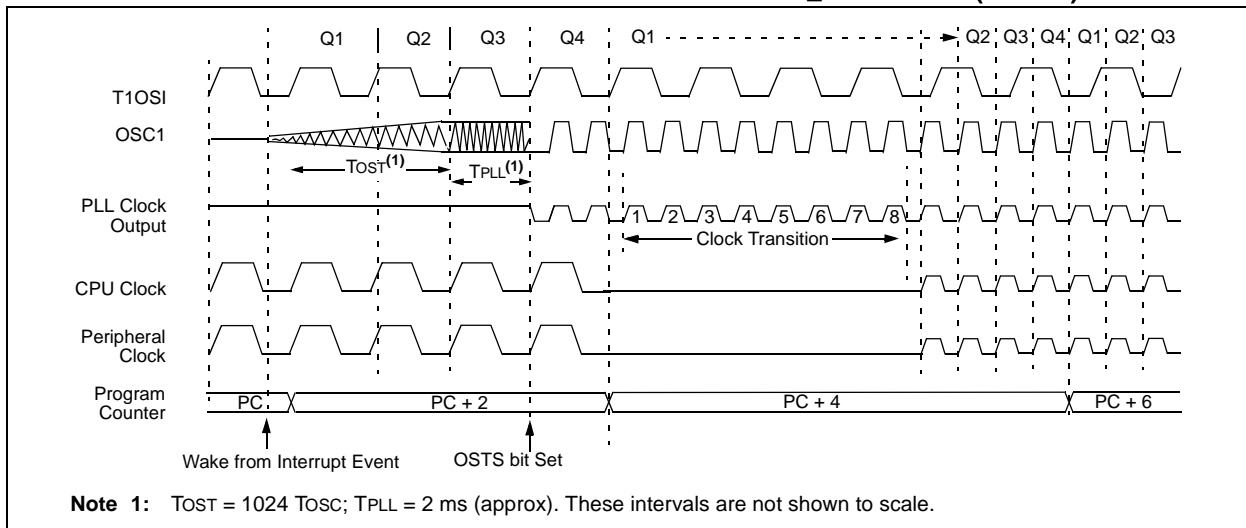 Q1 Q2 Q3 Q4 Q1 Q2 Q3 Q4 Q1 Q2 Q3
T1OSI
OSC1
TOST(1) TPLL(1)
PLL Clock
Output
1 2 3 4 5 6 7 8
Clock Transition
CPU Clock
Peripheral
Clock
Program
Counter
PC PC + 2 PC + 4 PC + 6
Wake from Interrupt Event OSTS bit Set
Note 1: TOST = 1024 TOSC; TPLL = 2 ms (approx). These intervals are not shown to scale.